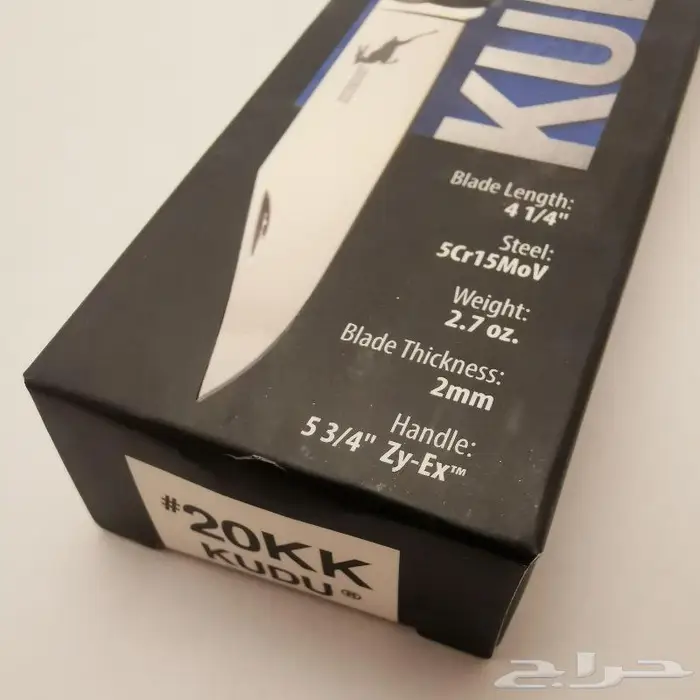 KU
Blade Length:
4 1/4"
Steel:
5Cr15MoV
Weight:
2.7 oz.
Blade Thickness:
2mm
Handle:
5 3/4" Zy-Ex™
#20KK
KUDU®
حراج